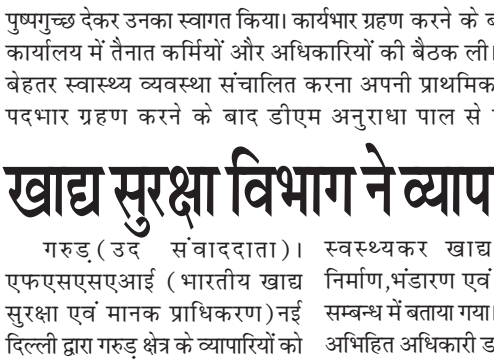 पुष्पगुच्छ देकर उनका स्वागत किया। कार्यभार ग्रहण करने के
कार्यालय में तैनात कर्मियों और अधिकारियों की बैठक ली।
बेहतर स्वास्थ्य व्यवस्था संचालित करना अपनी प्राथमिक
पदभार ग्रहण करने के बाद डीएम अनुराधा पाल से
खाद्य सुरक्षा विभाग ने व्याप
गरुड़(उद संवाददाता)।
एफएसएसएआई (भारतीय खाद्य
सुरक्षा एवं मानक प्राधिकरण)नई
दिल्ली द्वारा गरुड़ क्षेत्र के व्यापारियों को
स्वस्थ्यकर खाद्य
निर्माण,भंडारण एवं
सम्बन्ध में बताया गया।
अभिहित अधिकारी ड